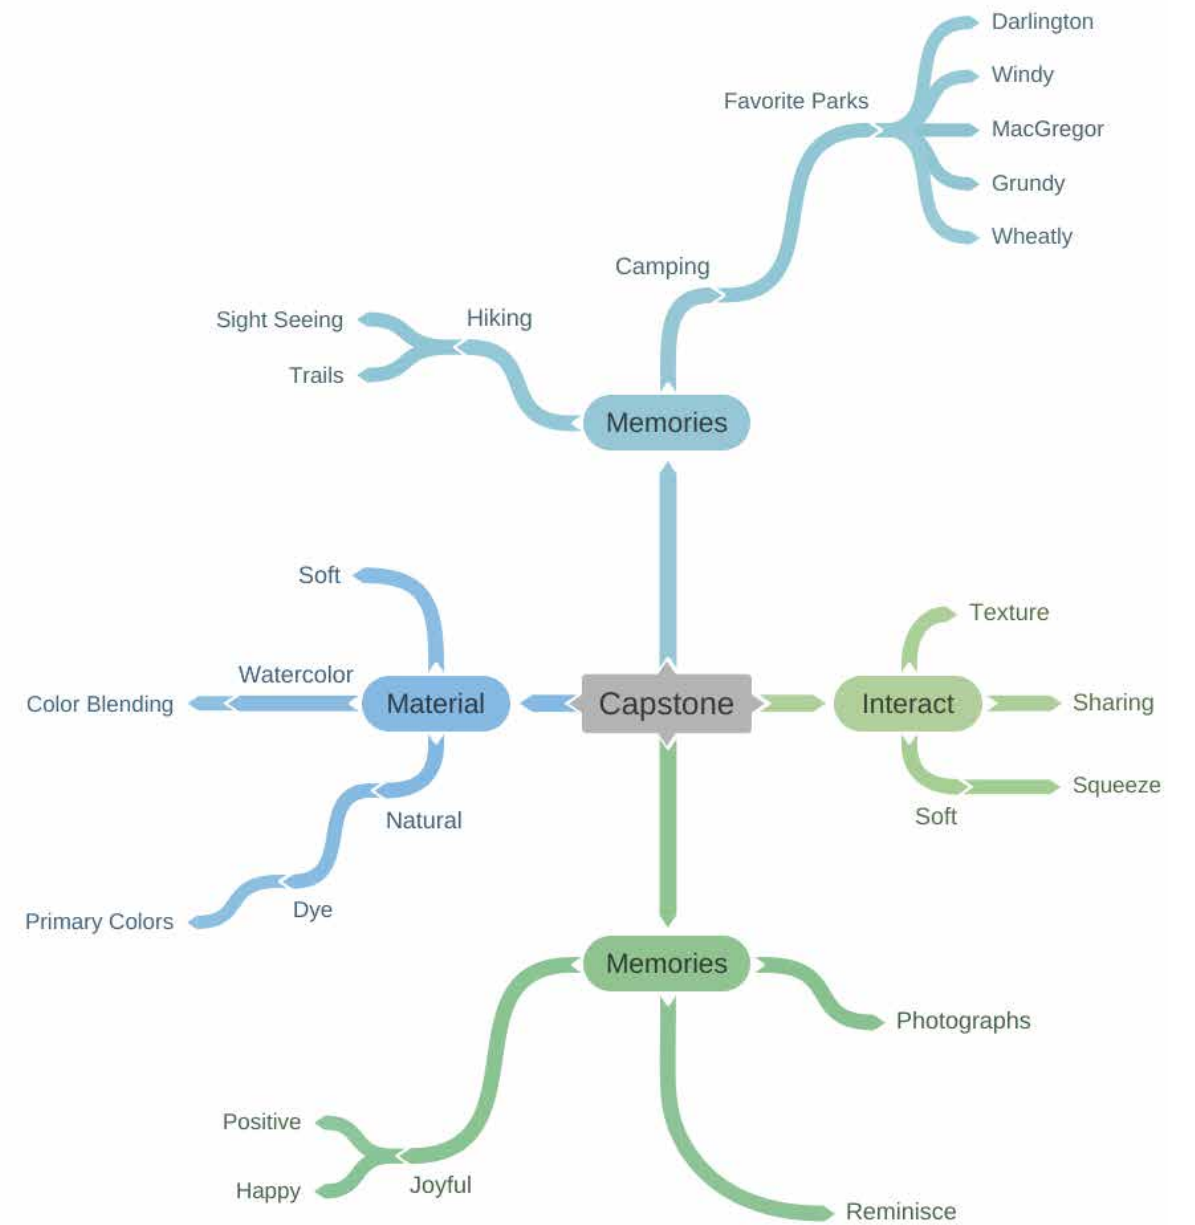 Darlington
Windy
Favorite Parks
MacGregor
Grundy
Wheatly
Camping
Sight Seeing
Hiking
Trails
Memories
Soft
Texture
Watercolor
Color Blending
Material
Capstone
Interact
Sharing
Squeeze
Natural
Soft
Dye
Primary Colors
Memories
Photographs
Positive
Joyful
Happy
Reminisce